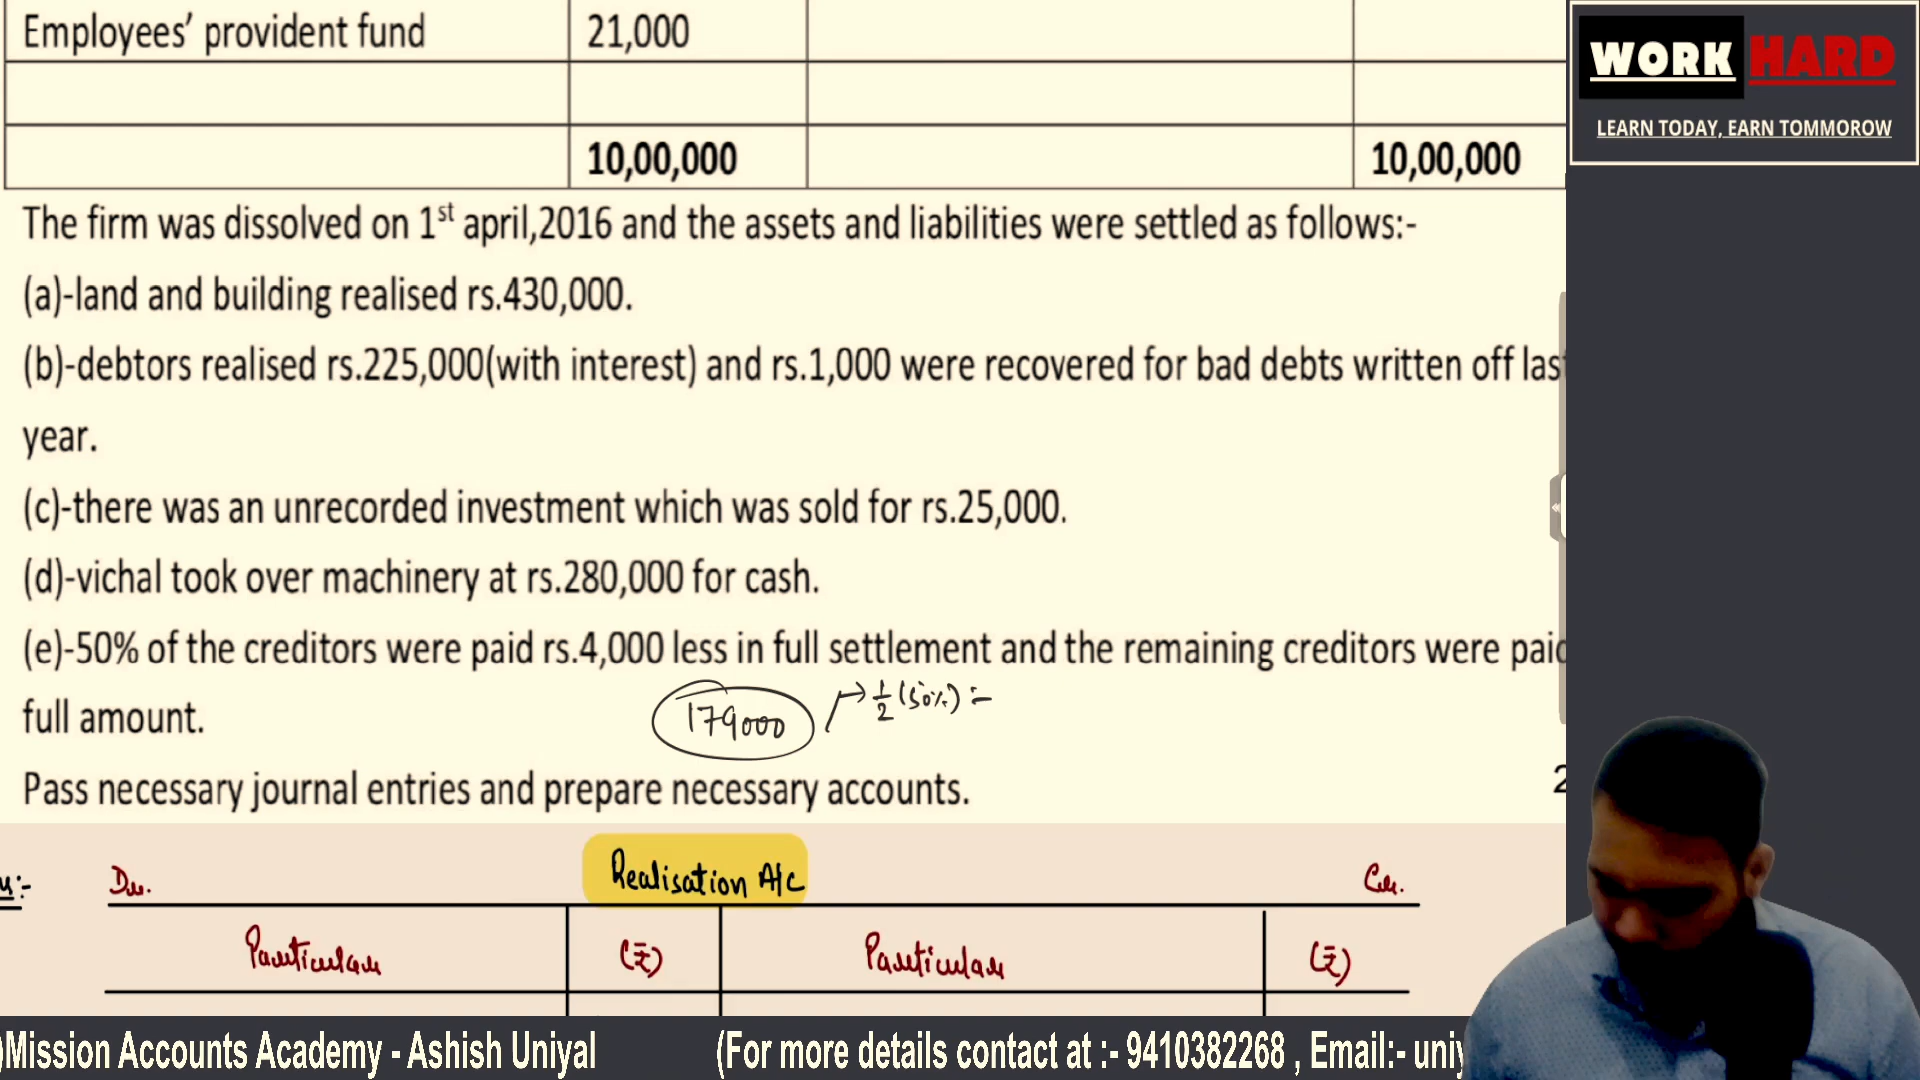 Employees’ provident fund 21,000
10,00,000 10,00,000
The firm was dissolved on 1st april,2016 and the assets and liabilities were settled as follows:-
(a)-land and building realised rs.430,000.
(b)-debtors realised rs.225,000(with interest) and rs.1,000 were recovered for bad debts written off las
year.
(c)-there was an unrecorded investment which was sold for rs.25,000.
(d)-vichal took over machinery at rs.280,000 for cash.
(e)-50% of the creditors were paid rs.4,000 less in full settlement and the remaining creditors were paid
full amount.
179000 → 1/2 (50%) :-
Pass necessary journal entries and prepare necessary accounts. 2
Realisation A/c
Dr. Cr.
Particulars (₹) Particulars (₹)
WORK HARD
LEARN TODAY, EARN TOMMOROW
)Mission Accounts Academy - Ashish Uniyal (For more details contact at :- 9410382268 , Email:- uniy